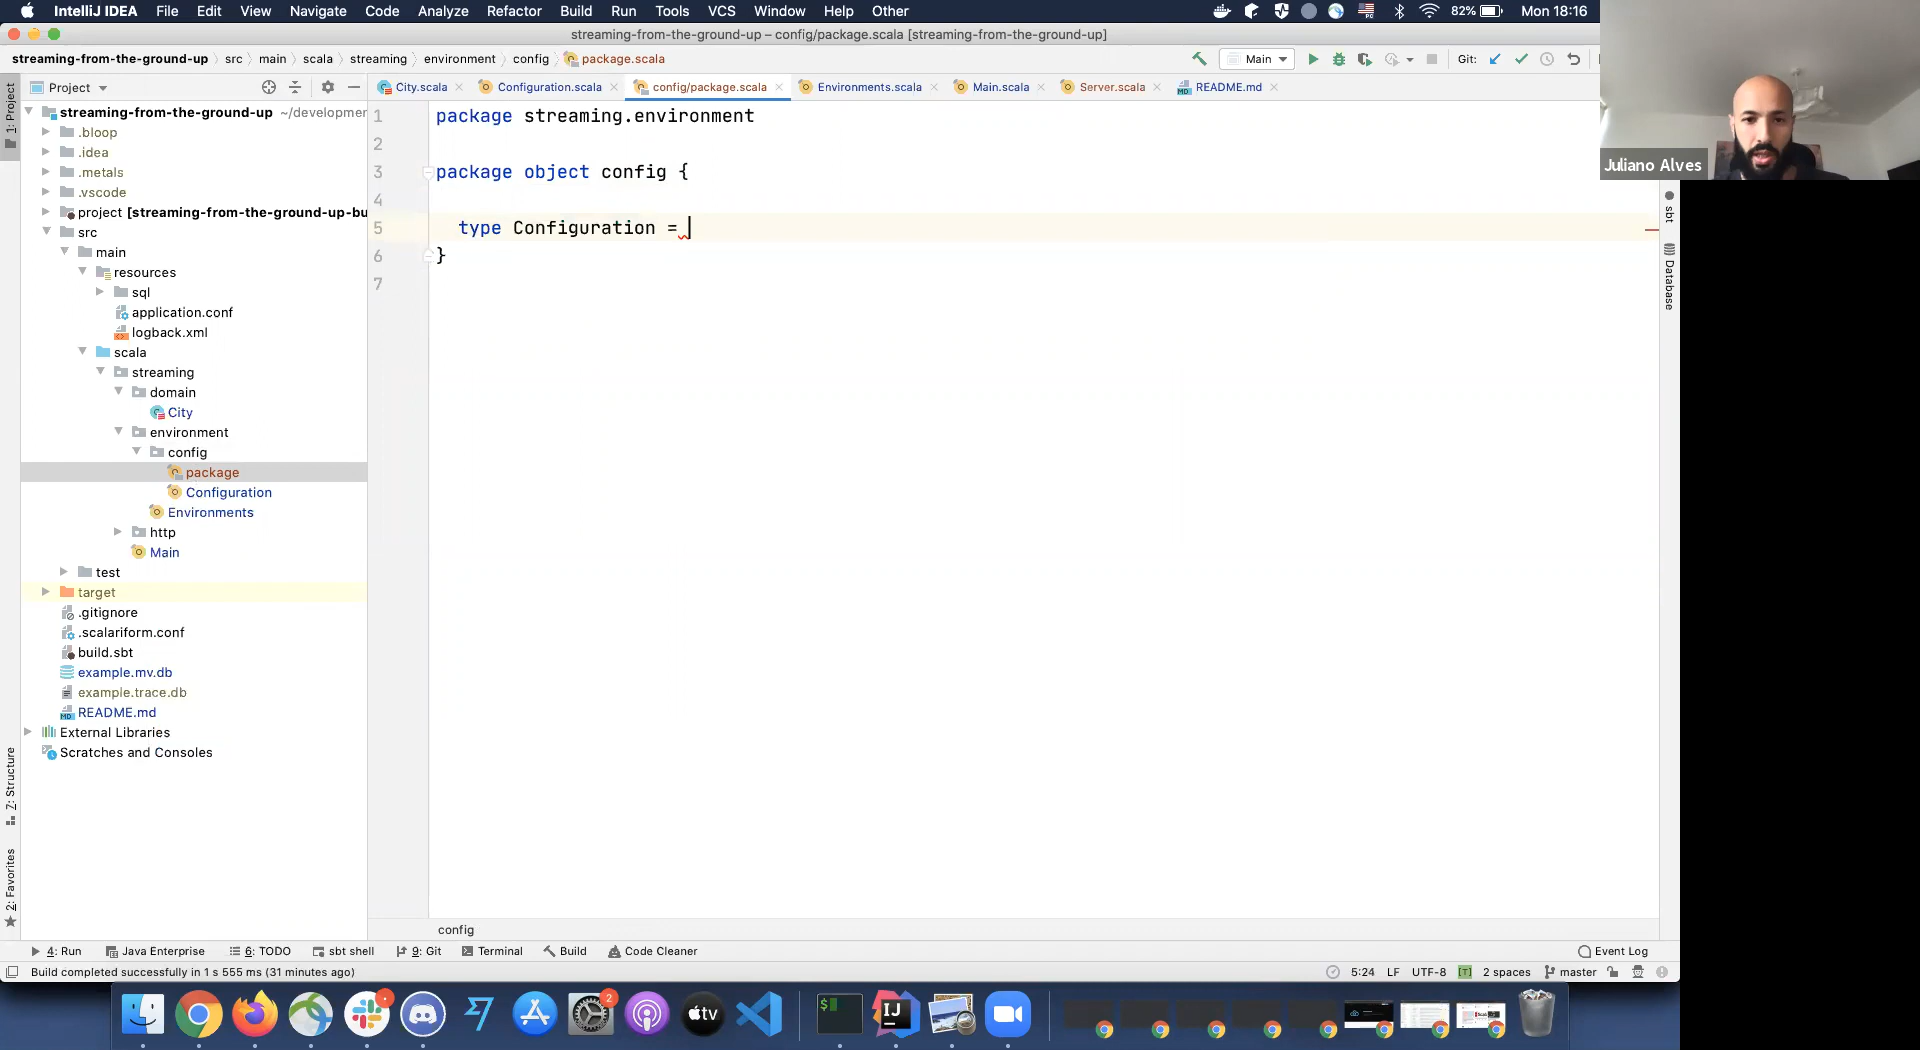 IntelliJ IDEA File Edit View Navigate Code Analyze Refactor Build Run Tools VCS Window Help Other 82% Mon 18:16
streaming-from-the-ground-up – config/package.scala [streaming-from-the-ground-up]
streaming-from-the-ground-up src main scala streaming environment config package.scala Main Git:
Project City.scala Configuration.scala config/package.scala Environments.scala Main.scala Server.scala README.md
1: Project
streaming-from-the-ground-up ~/developmer
.bloop
.idea
.metals
.vscode
project [streaming-from-the-ground-up-bu
src
main
resources
sql
application.conf
logback.xml
scala
streaming
domain
City
environment
config
package
Configuration
Environments
http
Main
test
target
.gitignore
.scalariform.conf
build.sbt
example.mv.db
example.trace.db
README.md
External Libraries
Scratches and Consoles
7: Structure
2: Favorites
1 package streaming.environment
2
3 package object config {
4
5 type Configuration =
6 }
7
Juliano Alves
sbt
Database
config
4: Run Java Enterprise 6: TODO sbt shell 9: Git Terminal Build Code Cleaner Event Log
Build completed successfully in 1 s 555 ms (31 minutes ago) 5:24 LF UTF-8 [T] 2 spaces master
2
$
IJ
tv